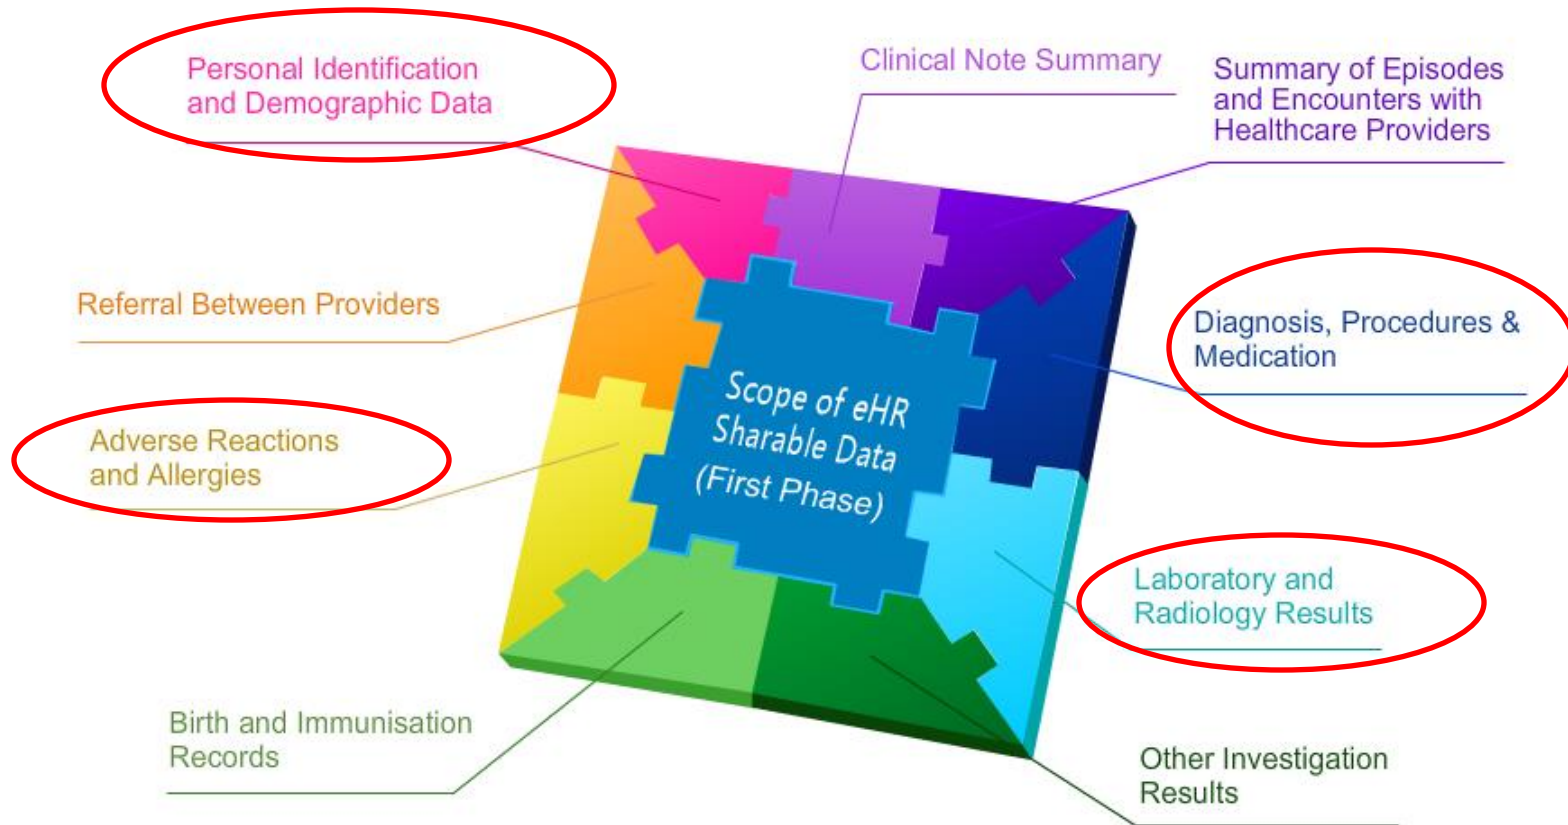 Personal Identification
and Demographic Data
Clinical Note Summary
Summary of Episodes
and Encounters with
Healthcare Providers
Referral Between Providers
Diagnosis, Procedures &
Medication
Scope of eHR
Sharable Data
(First Phase)
Adverse Reactions
and Allergies
Laboratory and
Radiology Results
Birth and Immunisation
Records
Other Investigation
Results